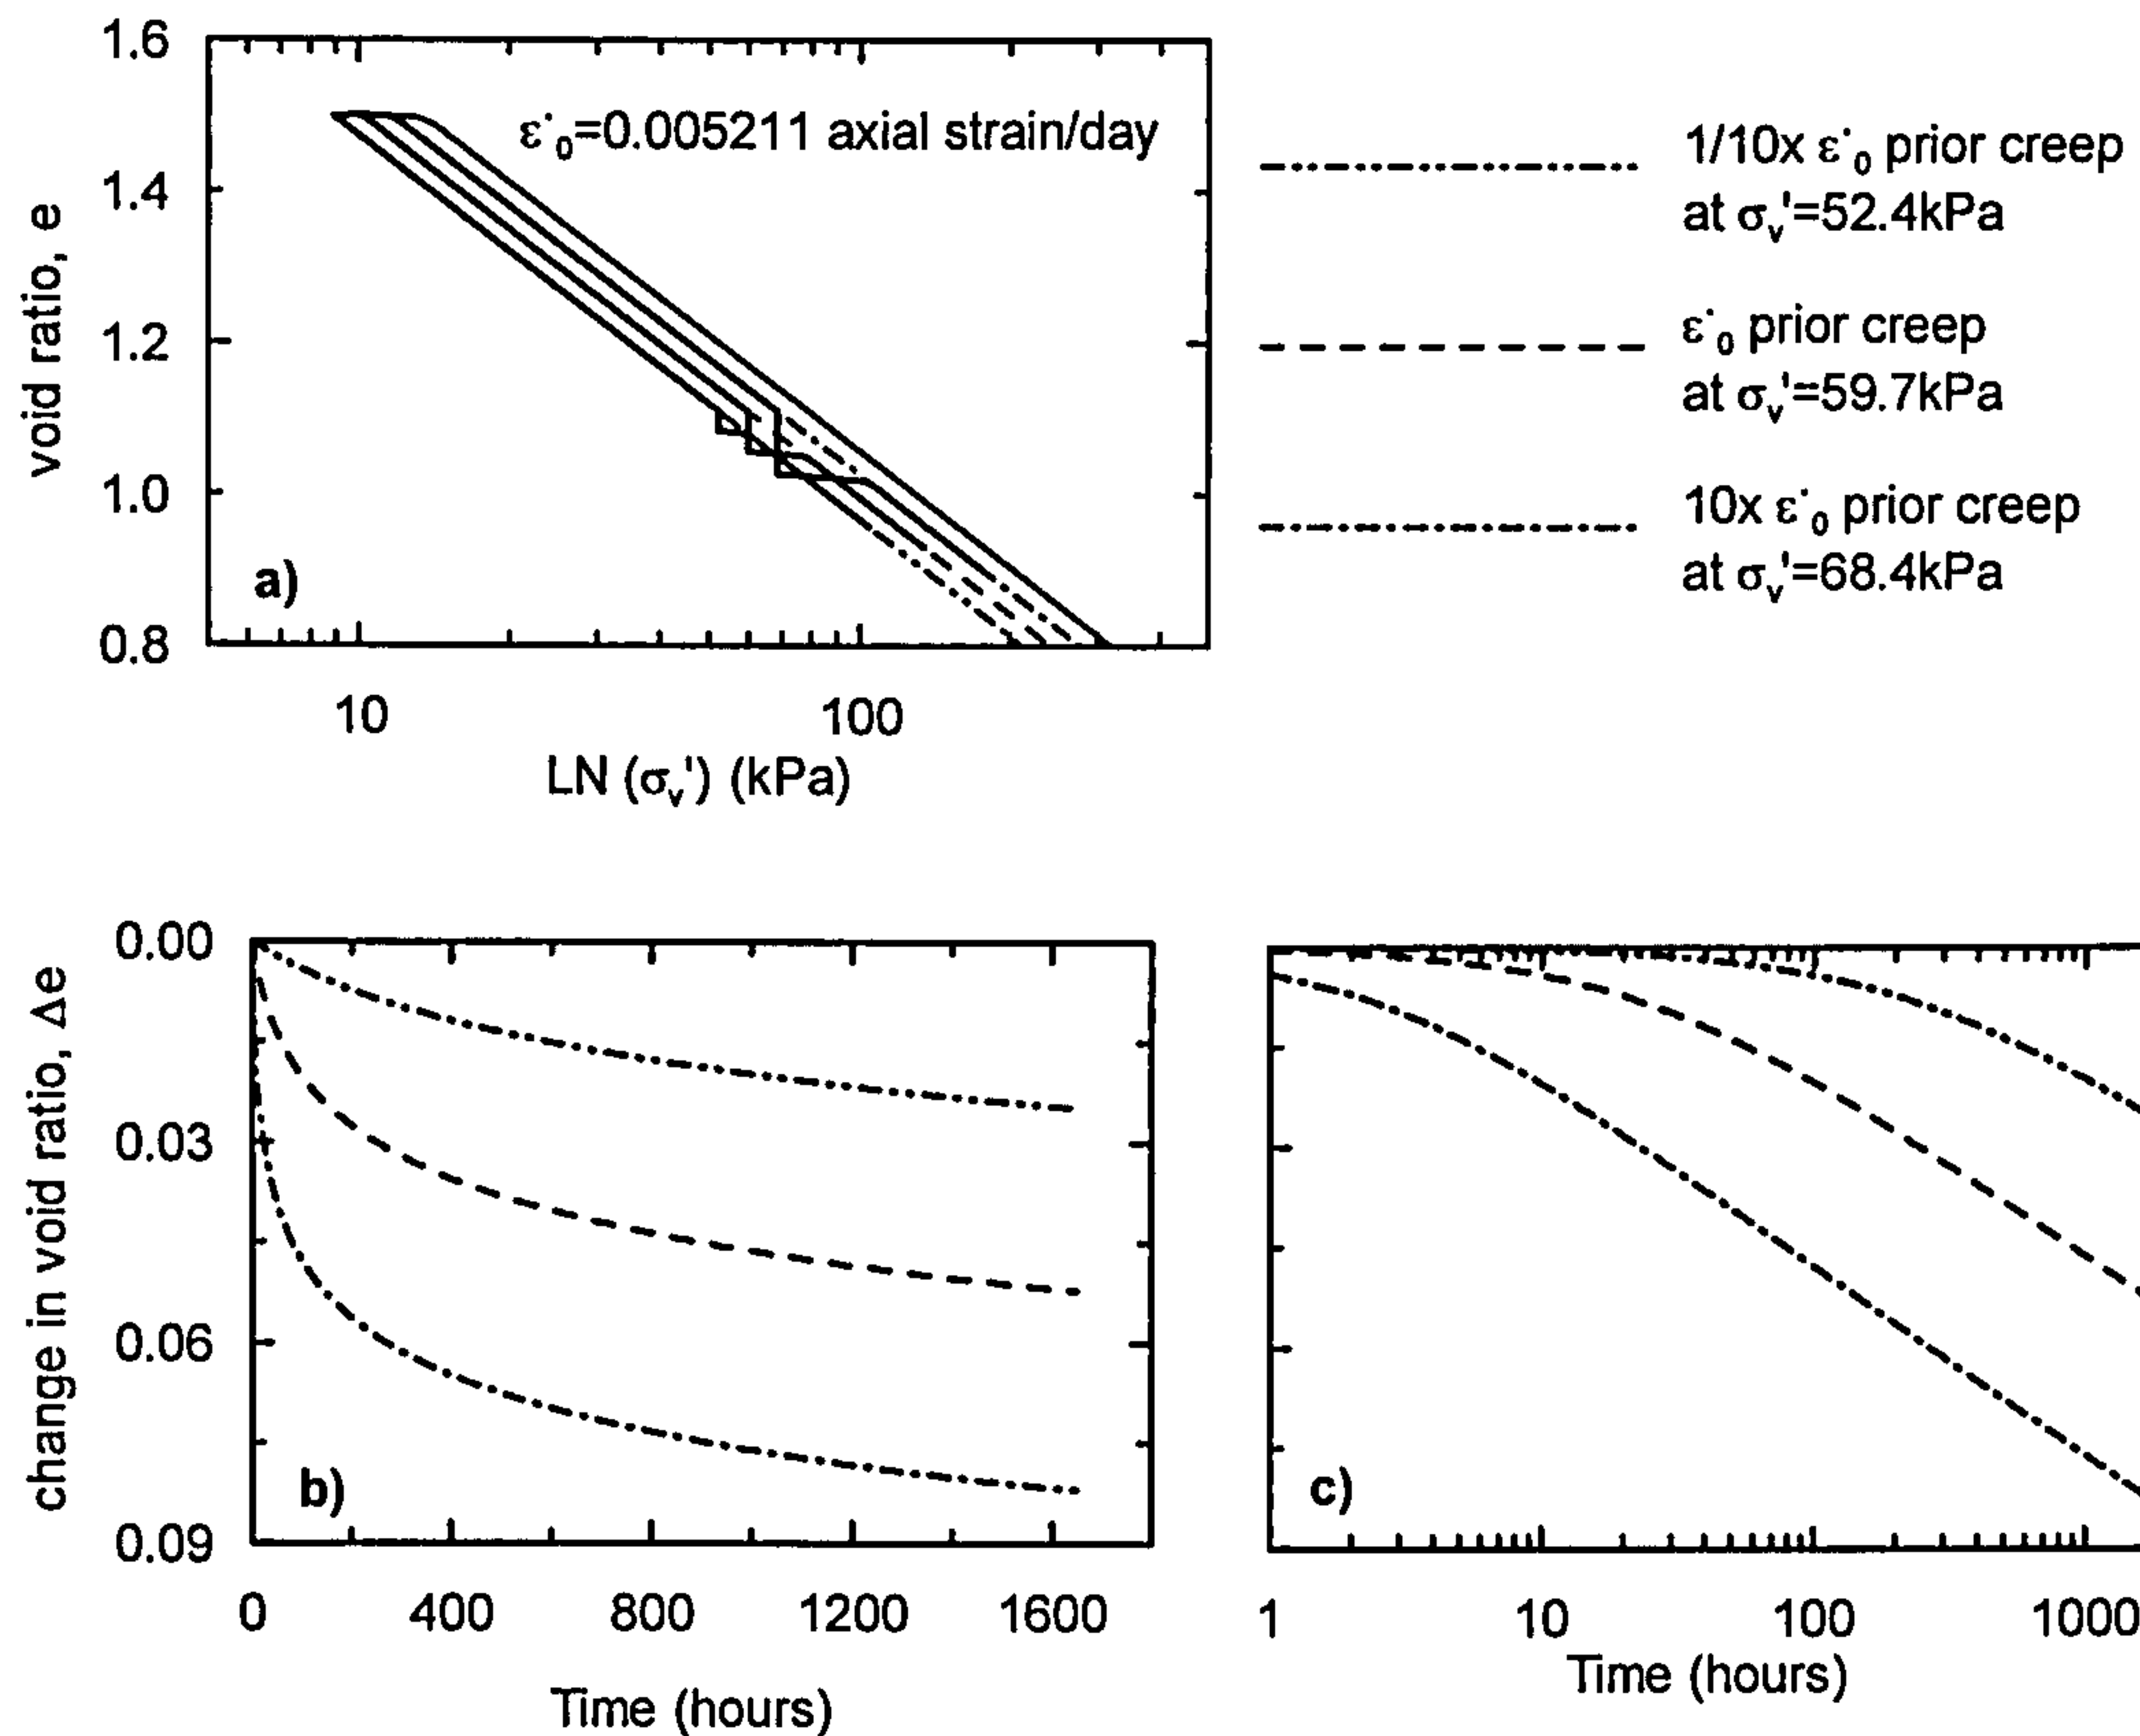 1.6
1.4
1.2
1.0
0.8
void ratio, e
ε̇₀=0.005211 axial strain/day
a)
10
100
LN (σᵥ') (kPa)
1/10x ε̇₀ prior creep
at σᵥ'=52.4kPa
ε̇₀ prior creep
at σᵥ'=59.7kPa
10x ε̇₀ prior creep
at σᵥ'=68.4kPa
0.00
0.03
0.06
0.09
change in void ratio, Δe
b)
0
400
800
1200
1600
Time (hours)
c)
1
10
100
1000
Time (hours)